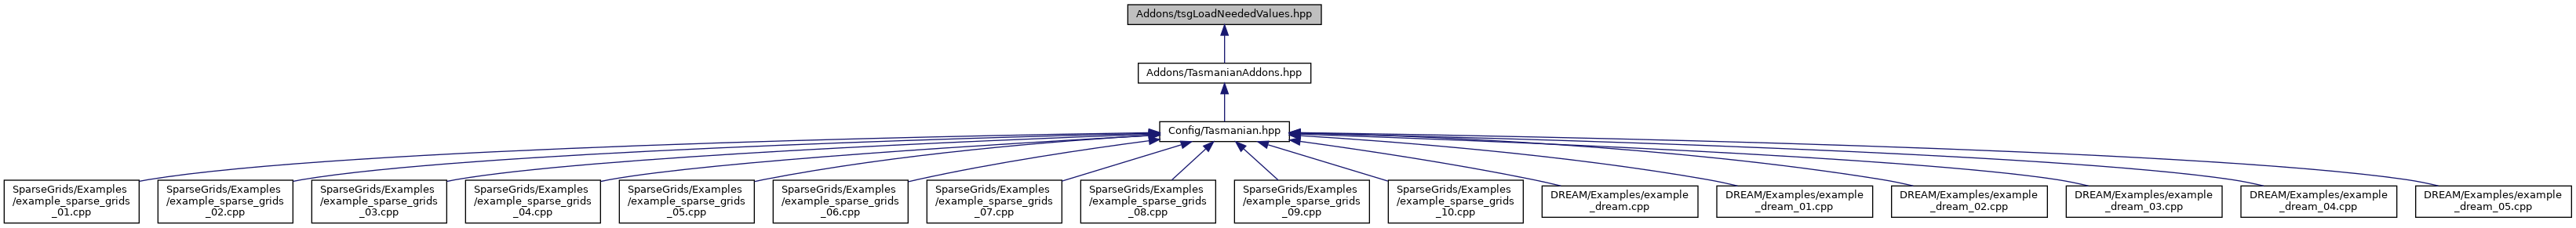 Addons/tsgLoadNeededValues.hpp
Addons/TasmanianAddons.hpp
Config/Tasmanian.hpp
SparseGrids/Examples
/example_sparse_grids
_01.cpp
SparseGrids/Examples
/example_sparse_grids
_02.cpp
SparseGrids/Examples
/example_sparse_grids
_03.cpp
SparseGrids/Examples
/example_sparse_grids
_04.cpp
SparseGrids/Examples
/example_sparse_grids
_05.cpp
SparseGrids/Examples
/example_sparse_grids
_06.cpp
SparseGrids/Examples
/example_sparse_grids
_07.cpp
SparseGrids/Examples
/example_sparse_grids
_08.cpp
SparseGrids/Examples
/example_sparse_grids
_09.cpp
SparseGrids/Examples
/example_sparse_grids
_10.cpp
DREAM/Examples/example
_dream.cpp
DREAM/Examples/example
_dream_01.cpp
DREAM/Examples/example
_dream_02.cpp
DREAM/Examples/example
_dream_03.cpp
DREAM/Examples/example
_dream_04.cpp
DREAM/Examples/example
_dream_05.cpp